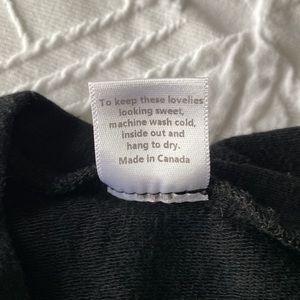 To keep these lovelies
looking sweet,
machine wash cold,
inside out and
hang to dry.
Made in Canada